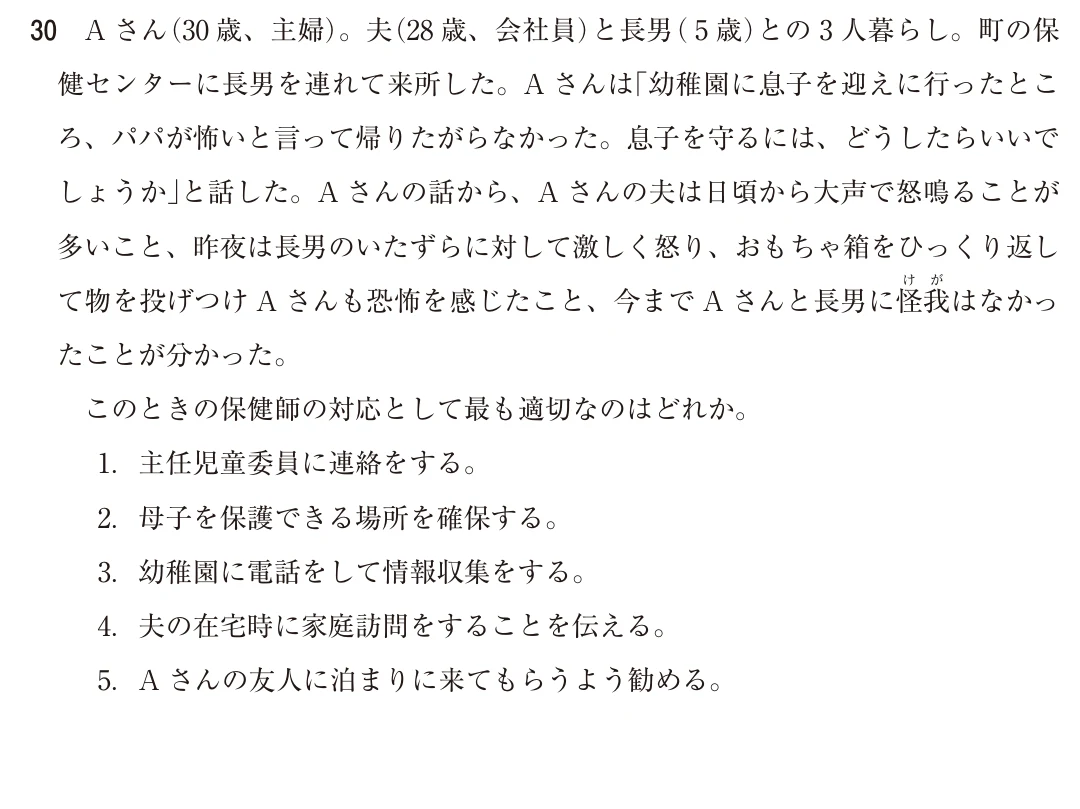 30 Aさん(30歳、主婦)。夫(28歳、会社員)と長男(5歳)との3人暮らし。町の保
健センターに長男を連れて来所した。Aさんは「幼稚園に息子を迎えに行ったとこ
ろ、パパが怖いと言って帰りたがらなかった。息子を守るには、どうしたらいいで
しょうか」と話した。Aさんの話から、Aさんの夫は日頃から大声で怒鳴ることが
多いこと、昨夜は長男のいたずらに対して激しく怒り、おもちゃ箱をひっくり返し
て物を投げつけAさんも恐怖を感じたこと、今までAさんと長男に怪我はなかっ
たことが分かった。
このときの保健師の対応として最も適切なのはどれか。
1. 主任児童委員に連絡をする。
2. 母子を保護できる場所を確保する。
3. 幼稚園に電話をして情報収集をする。
4. 夫の在宅時に家庭訪問をすることを伝える。
5. Aさんの友人に泊まりに来てもらうよう勧める。